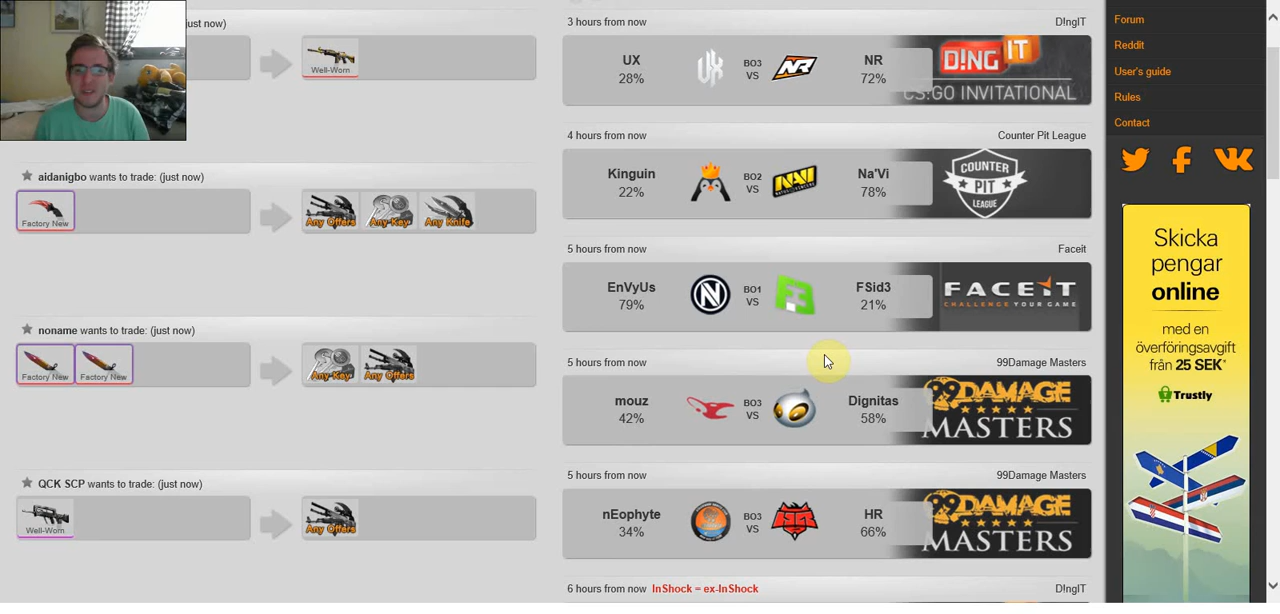 just now)
Well-Worn
aidanigbo wants to trade: (just now)
Factory New
Any Offers
Any Key
Any Knife
noname wants to trade: (just now)
Factory New
Factory New
Any Key
Any Offers
QCK SCP wants to trade: (just now)
Well-Worn
Any Offers
3 hours from now
D!ngIT
UX
28%
BO3
VS
NR
NR
72%
D!NG IT
CS:GO INVITATIONAL
4 hours from now
Counter Pit League
Kinguin
22%
BO2
VS
NAVI
Na'Vi
78%
COUNTER
PIT
LEAGUE
5 hours from now
Faceit
EnVyUs
79%
BO1
VS
FSid3
21%
FACEIT
CHALLENGE YOUR GAME
5 hours from now
99Damage Masters
mouz
42%
BO3
VS
Dignitas
58%
99DAMAGE
MASTERS
5 hours from now
99Damage Masters
nEophyte
34%
BO3
VS
HR
66%
99DAMAGE
MASTERS
6 hours from now InShock = ex-InShock
D!ngIT
Forum
Reddit
User's guide
Rules
Contact
Skicka
pengar
online
med en
överföringsavgift
från 25 SEK*
Trustly